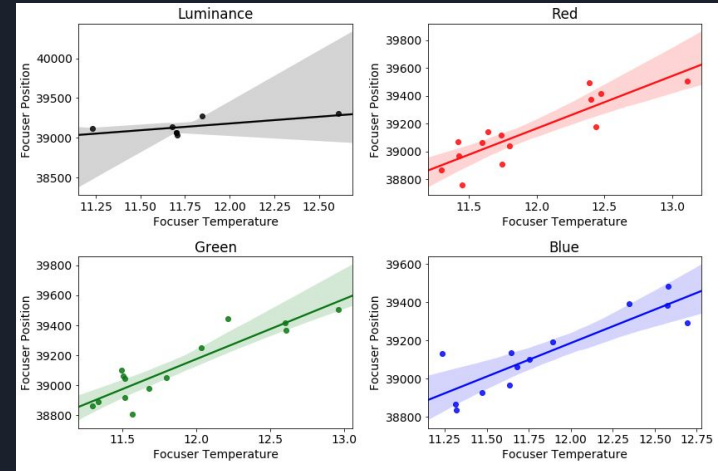 Luminance
Focuser Position
40000
39500
39000
38500
11.25 11.50 11.75 12.00 12.25 12.50
Focuser Temperature
Red
Focuser Position
39800
39600
39400
39200
39000
38800
11.5 12.0 12.5 13.0
Focuser Temperature
Green
Focuser Position
39800
39600
39400
39200
39000
38800
11.5 12.0 12.5 13.0
Focuser Temperature
Blue
Focuser Position
39600
39400
39200
39000
38800
11.25 11.50 11.75 12.00 12.25 12.50 12.75
Focuser Temperature